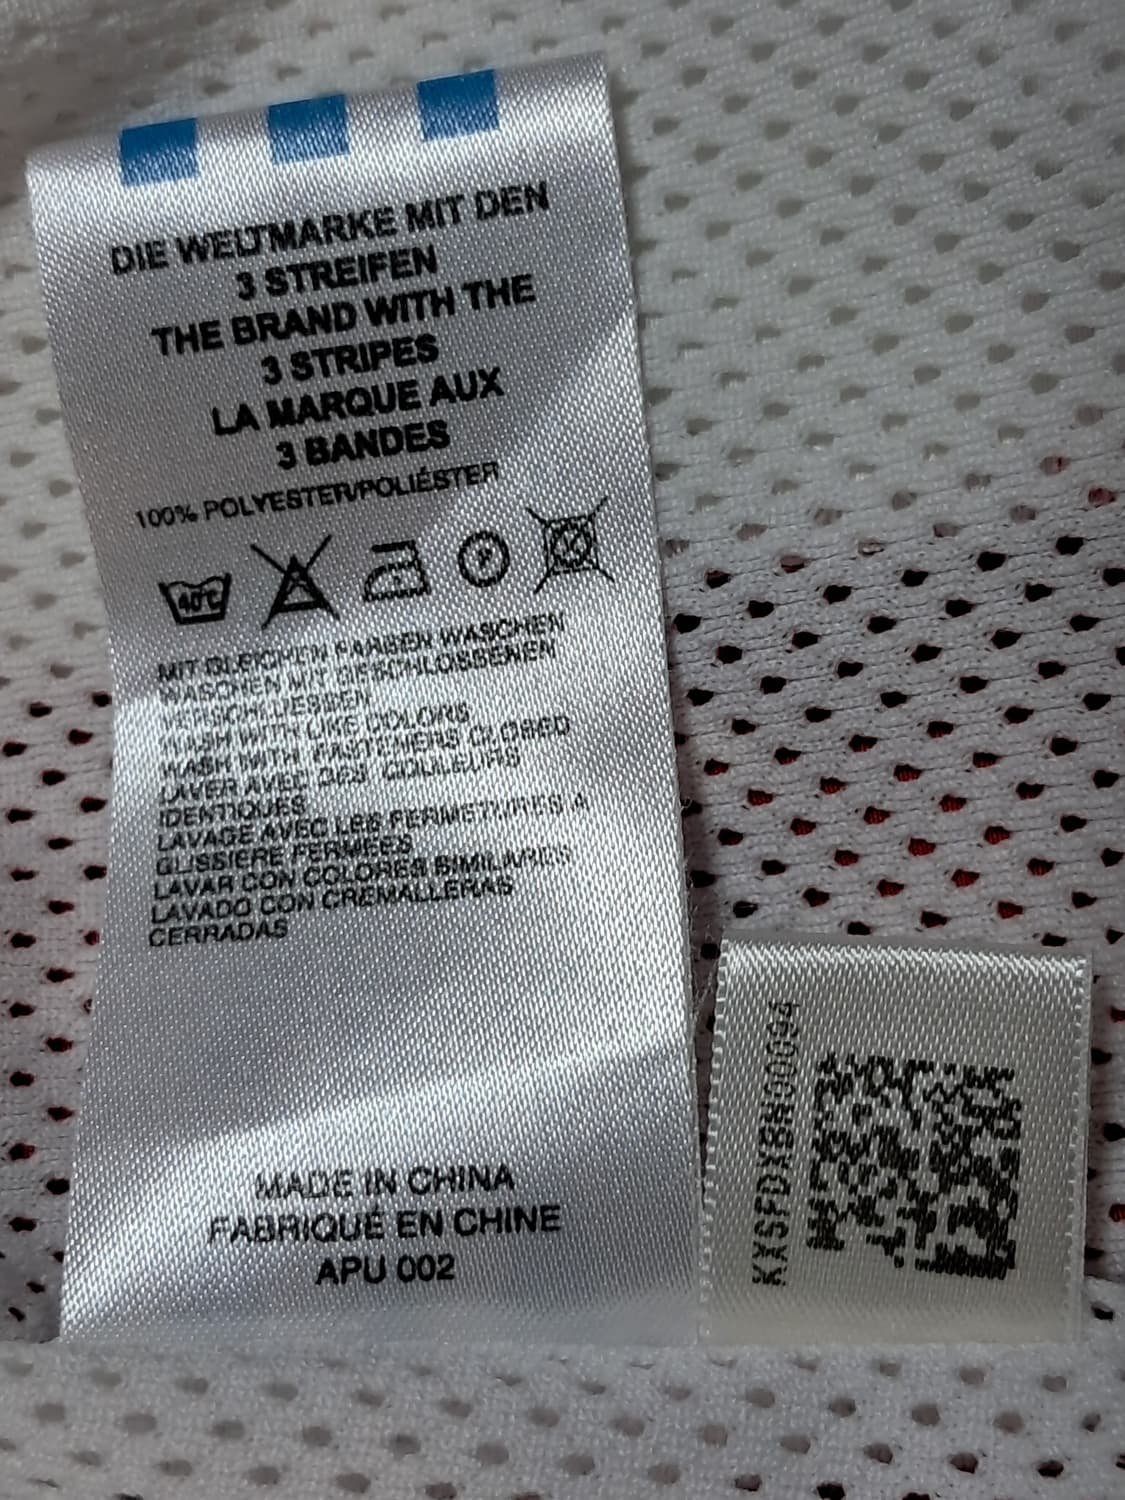 DIE WELTMARKE MIT DEN
3 STREIFEN
THE BRAND WITH THE
3 STRIPES
LA MARQUE AUX
3 BANDES
100% POLYESTER/POLIÉSTER
40°C
MIT GLEICHEN FARBEN WASCHEN
WASCHEN MIT GESCHLOSSENEN
VERSCHLIESSEN
WASH WITH LIKE COLORS
WASH WITH FASTENERS CLOSED
LAVER AVEC DES COULEURS
IDENTIQUES
LAVAGE AVEC LES FERMETURES A
GLISSIERE FERMEES
LAVAR CON COLORES SIMILARES
LAVADO CON CREMALLERAS
CERRADAS
MADE IN CHINA
FABRIQUÉ EN CHINE
APU 002